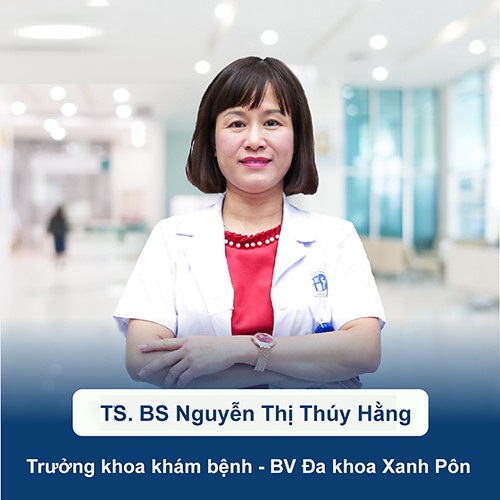 TS. BS Nguyễn Thị Thúy Hằng
Trưởng khoa khám bệnh - BV Đa khoa Xanh Pôn